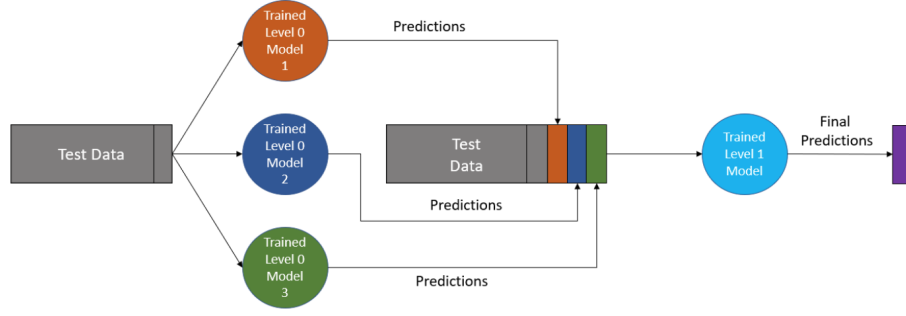 Trained
Level 0
Model
1
Predictions
Test Data
Trained
Level 0
Model
2
Predictions
Test
Data
Trained
Level 1
Model
Final
Predictions
Trained
Level 0
Model
3
Predictions